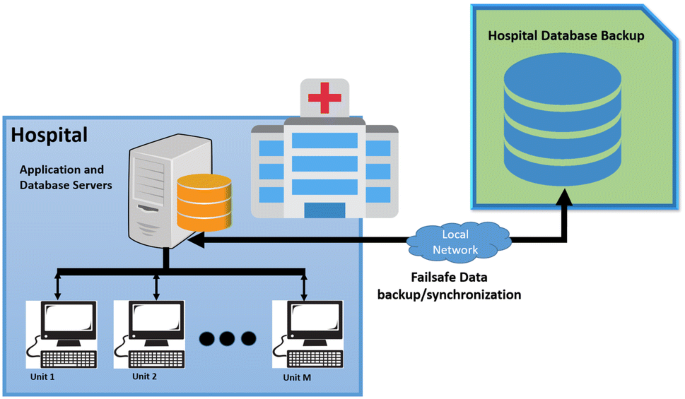 Hospital Database Backup
Hospital
Application and
Database Servers
Local
Network
Failsafe Data
backup/synchronization
Unit 1
Unit 2
Unit M